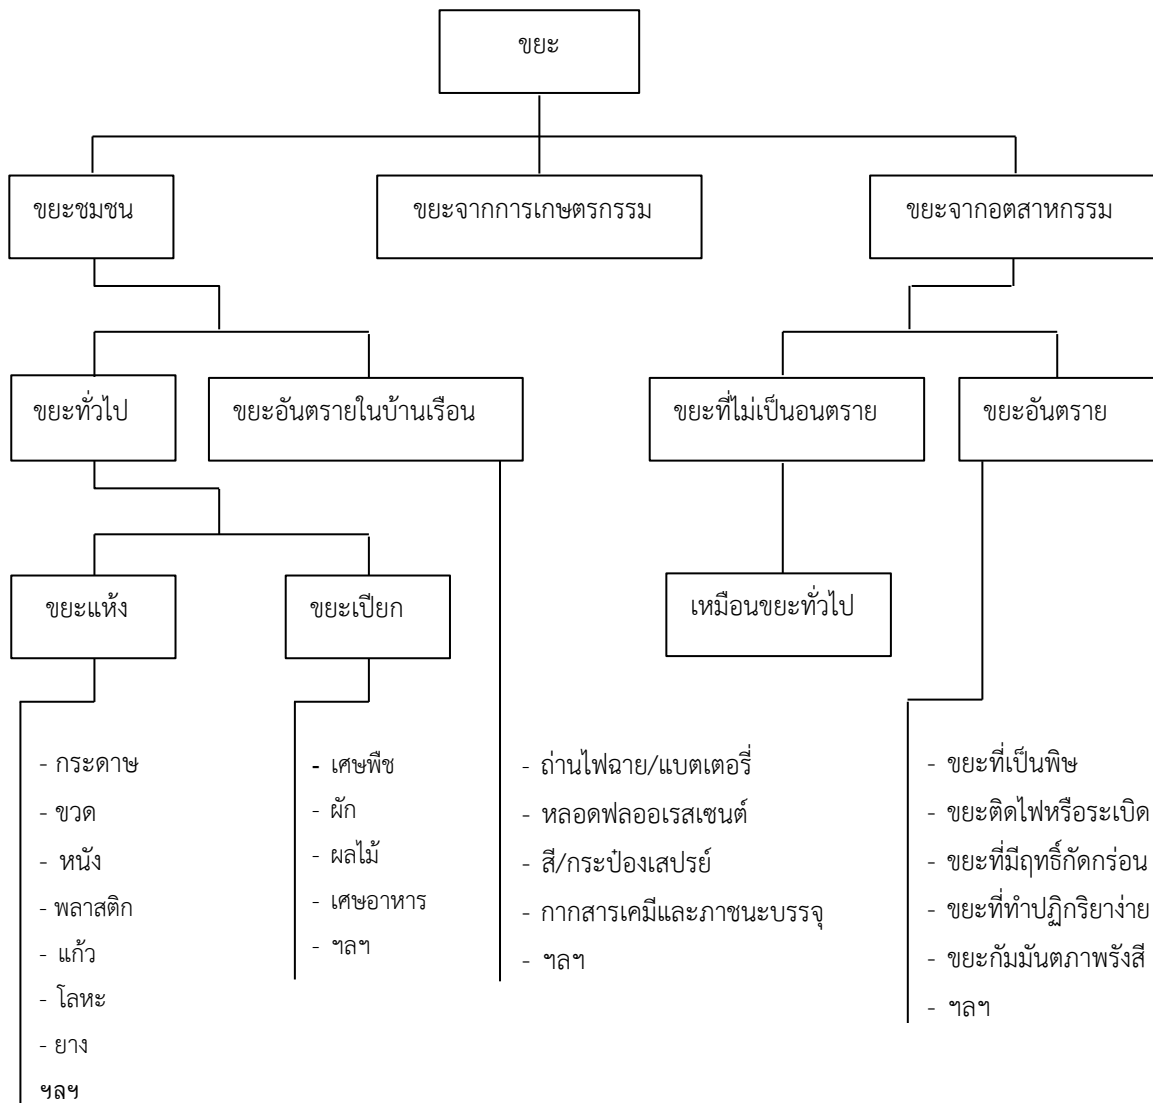 ขยะ
ขยะชมชน
ขยะจากการเกษตรกรรม
ขยะจากอตสาหกรรม
ขยะทั่วไป
ขยะอันตรายในบ้านเรือน
ขยะที่ไม่เป็นอนตราย
ขยะอันตราย
ขยะแห้ง
ขยะเปียก
เหมือนขยะทั่วไป
- กระดาษ
- ขวด
- หนัง
- พลาสติก
- แก้ว
- โลหะ
- ยาง
ฯลฯ
- เศษพืช
- ผัก
- ผลไม้
- เศษอาหาร
- ฯลฯ
- ถ่านไฟฉาย/แบตเตอรี่
- หลอดฟลออเรสเซนต์
- สี/กระป๋องเสปรย์
- กากสารเคมีและภาชนะบรรจุ
- ฯลฯ
- ขยะที่เป็นพิษ
- ขยะติดไฟหรือระเบิด
- ขยะที่มีฤทธิ์กัดกร่อน
- ขยะที่ทำปฏิกริยาง่าย
- ขยะกัมมันตภาพรังสี
- ฯลฯ